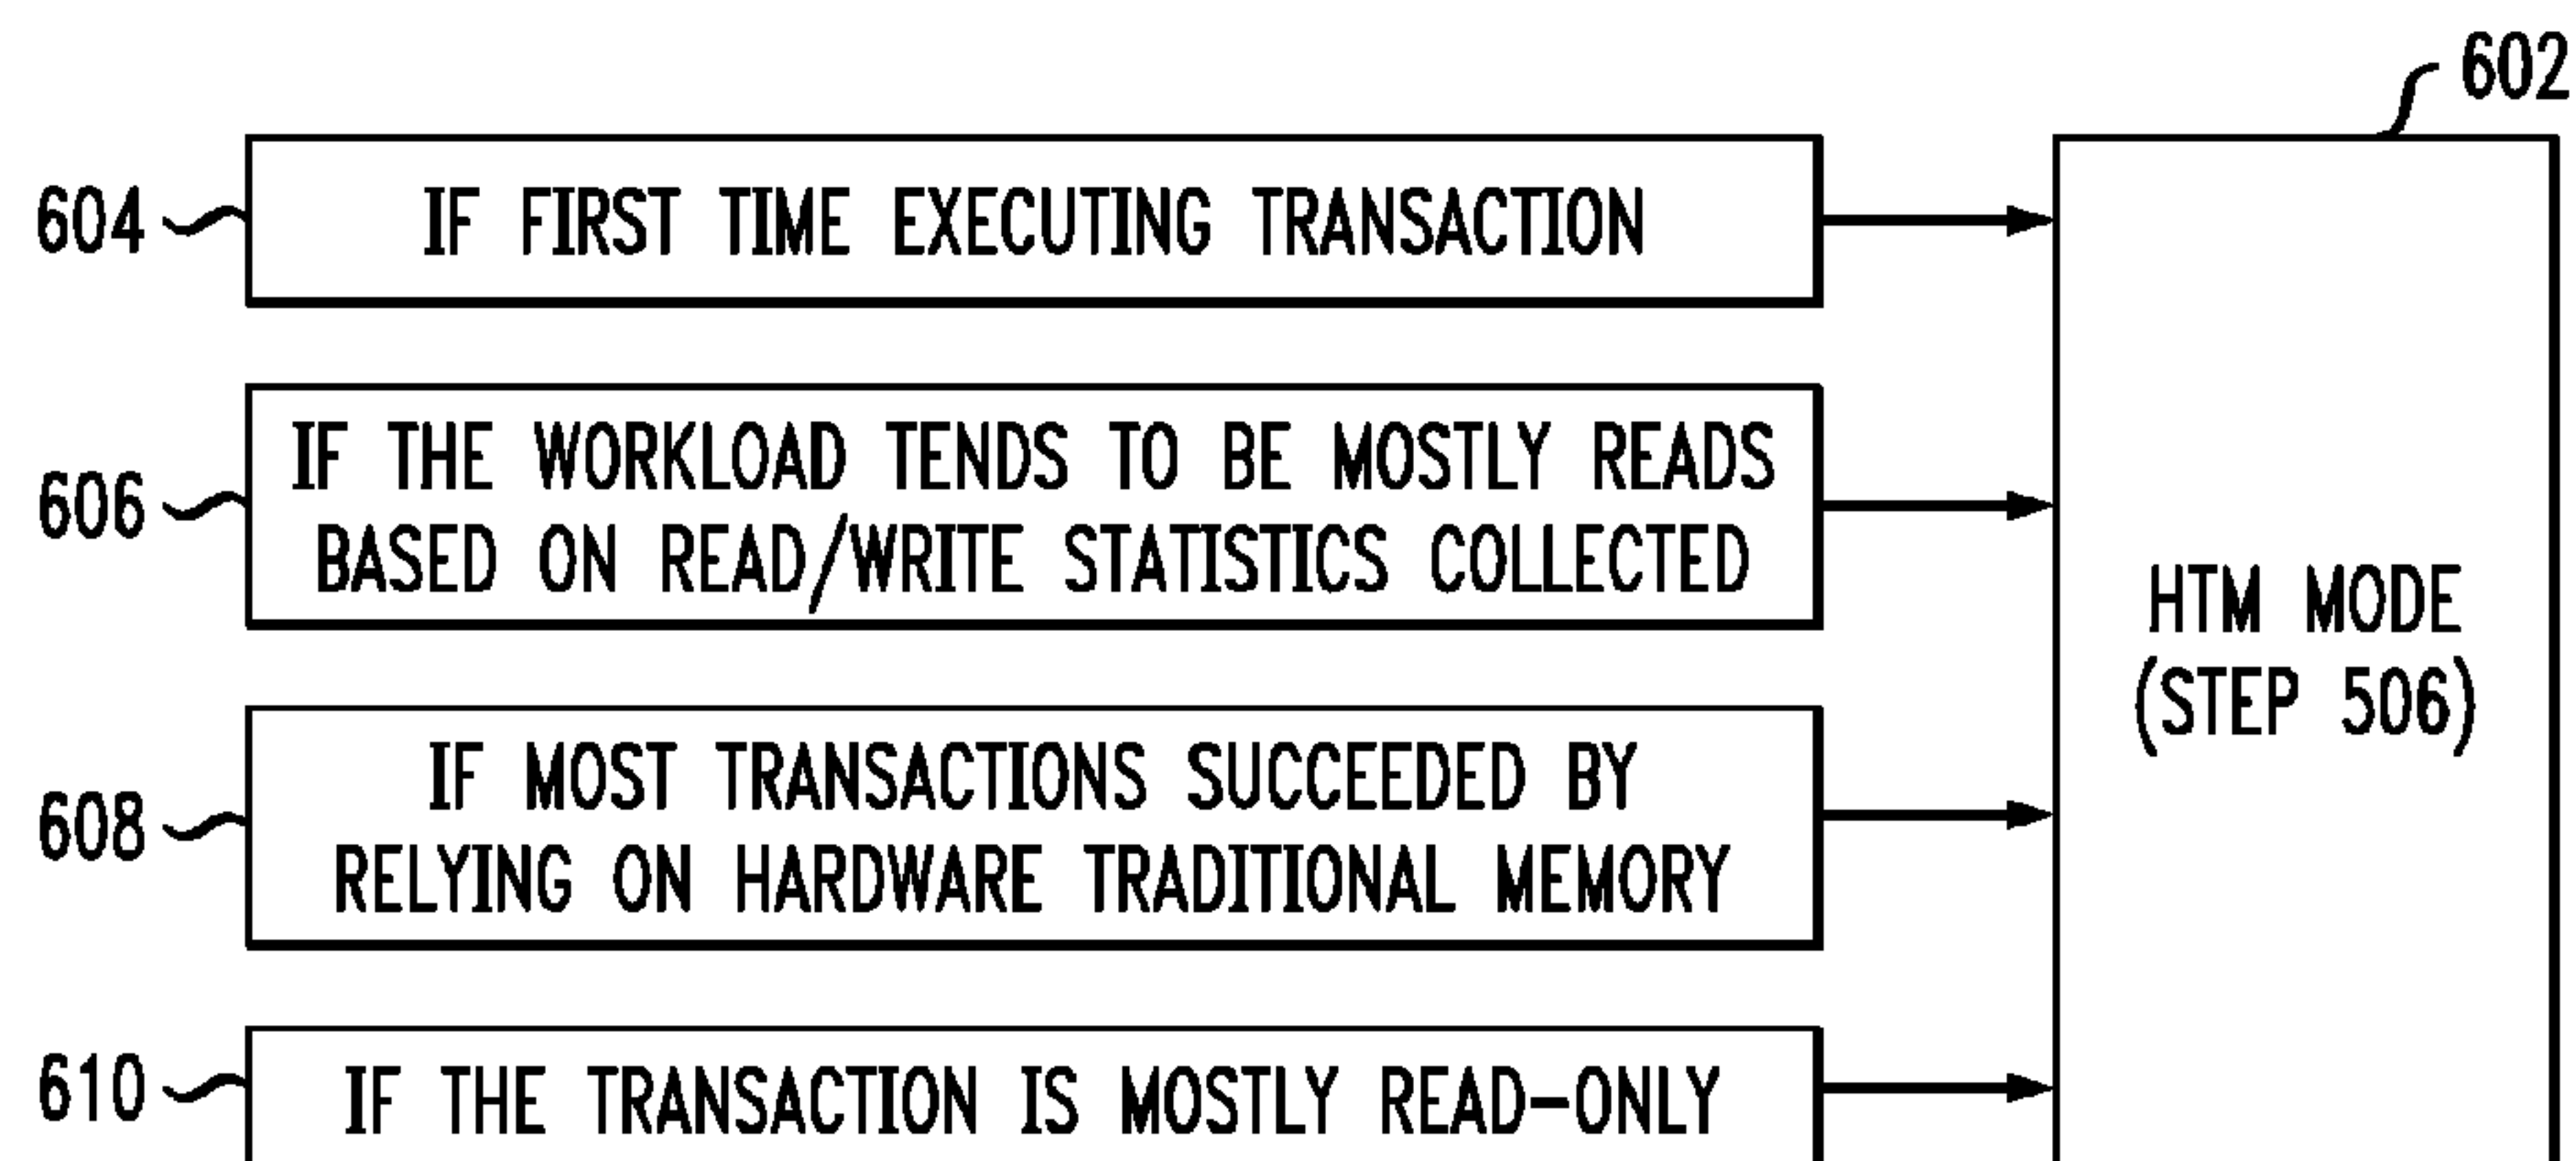 602
604
IF FIRST TIME EXECUTING TRANSACTION
606
IF THE WORKLOAD TENDS TO BE MOSTLY READS
BASED ON READ/WRITE STATISTICS COLLECTED
HTM MODE
(STEP 506)
608
IF MOST TRANSACTIONS SUCCEEDED BY
RELYING ON HARDWARE TRADITIONAL MEMORY
610
IF THE TRANSACTION IS MOSTLY READ-ONLY